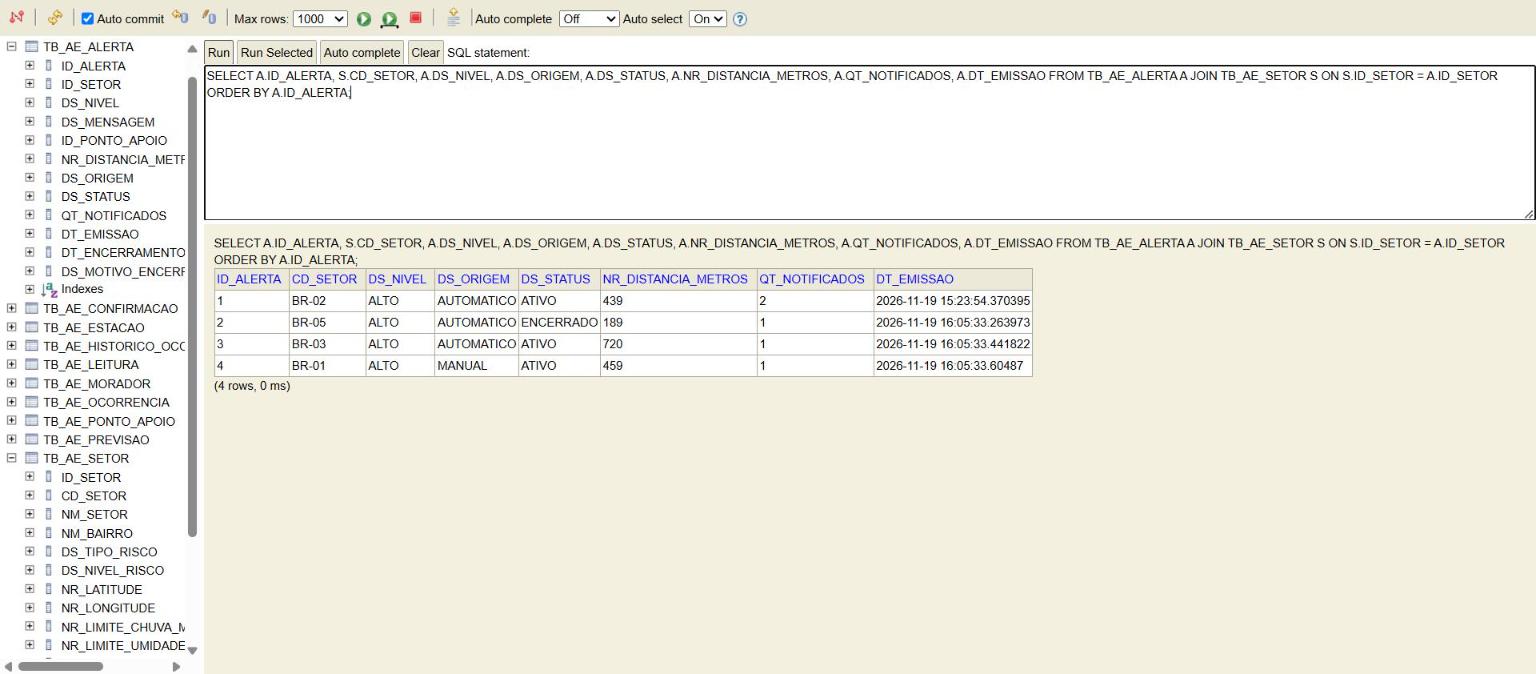 Auto commit Max rows: 1000 Auto complete Off Auto select On ?
TB_AE_ALERTA
ID_ALERTA
ID_SETOR
DS_NIVEL
DS_MENSAGEM
ID_PONTO_APOIO
NR_DISTANCIA_METR
DS_ORIGEM
DS_STATUS
QT_NOTIFICADOS
DT_EMISSAO
DT_ENCERRAMENTO
DS_MOTIVO_ENCERR
Indexes
TB_AE_CONFIRMACAO
TB_AE_ESTACAO
TB_AE_HISTORICO_OCO
TB_AE_LEITURA
TB_AE_MORADOR
TB_AE_OCORRENCIA
TB_AE_PONTO_APOIO
TB_AE_PREVISAO
TB_AE_SETOR
ID_SETOR
CD_SETOR
NM_SETOR
NM_BAIRRO
DS_TIPO_RISCO
DS_NIVEL_RISCO
NR_LATITUDE
NR_LONGITUDE
NR_LIMITE_CHUVA_M
NR_LIMITE_UMIDADE
Run Run Selected Auto complete Clear SQL statement:
SELECT A.ID_ALERTA, S.CD_SETOR, A.DS_NIVEL, A.DS_ORIGEM, A.DS_STATUS, A.NR_DISTANCIA_METROS, A.QT_NOTIFICADOS, A.DT_EMISSAO FROM TB_AE_ALERTA A JOIN TB_AE_SETOR S ON S.ID_SETOR = A.ID_SETOR
ORDER BY A.ID_ALERTA;
SELECT A.ID_ALERTA, S.CD_SETOR, A.DS_NIVEL, A.DS_ORIGEM, A.DS_STATUS, A.NR_DISTANCIA_METROS, A.QT_NOTIFICADOS, A.DT_EMISSAO FROM TB_AE_ALERTA A JOIN TB_AE_SETOR S ON S.ID_SETOR = A.ID_SETOR
ORDER BY A.ID_ALERTA;
ID_ALERTA CD_SETOR DS_NIVEL DS_ORIGEM DS_STATUS NR_DISTANCIA_METROS QT_NOTIFICADOS DT_EMISSAO
1 BR-02 ALTO AUTOMATICO ATIVO 439 2 2026-11-19 15:23:54.370395
2 BR-05 ALTO AUTOMATICO ENCERRADO 189 1 2026-11-19 16:05:33.263973
3 BR-03 ALTO AUTOMATICO ATIVO 720 1 2026-11-19 16:05:33.441822
4 BR-01 ALTO MANUAL ATIVO 459 1 2026-11-19 16:05:33.60487
(4 rows, 0 ms)